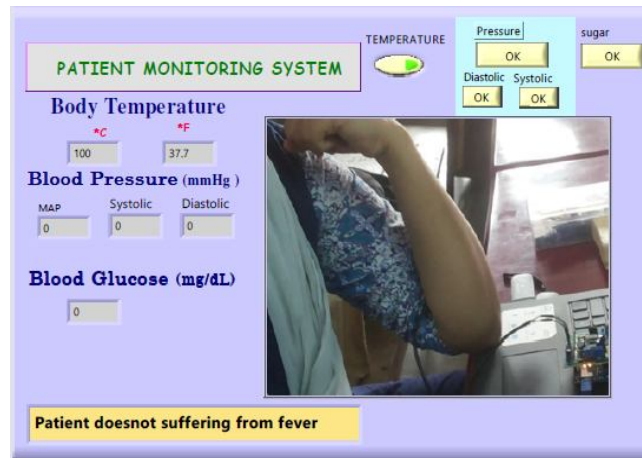 TEMPERATURE
Pressure
sugar
OK
OK
PATIENT MONITORING SYSTEM
Diastolic Systolic
OK OK
Body Temperature
*C *F
100 37.7
Blood Pressure (mmHg )
MAP Systolic Diastolic
0 0 0
Blood Glucose (mg/dL)
0
Patient doesnot suffering from fever